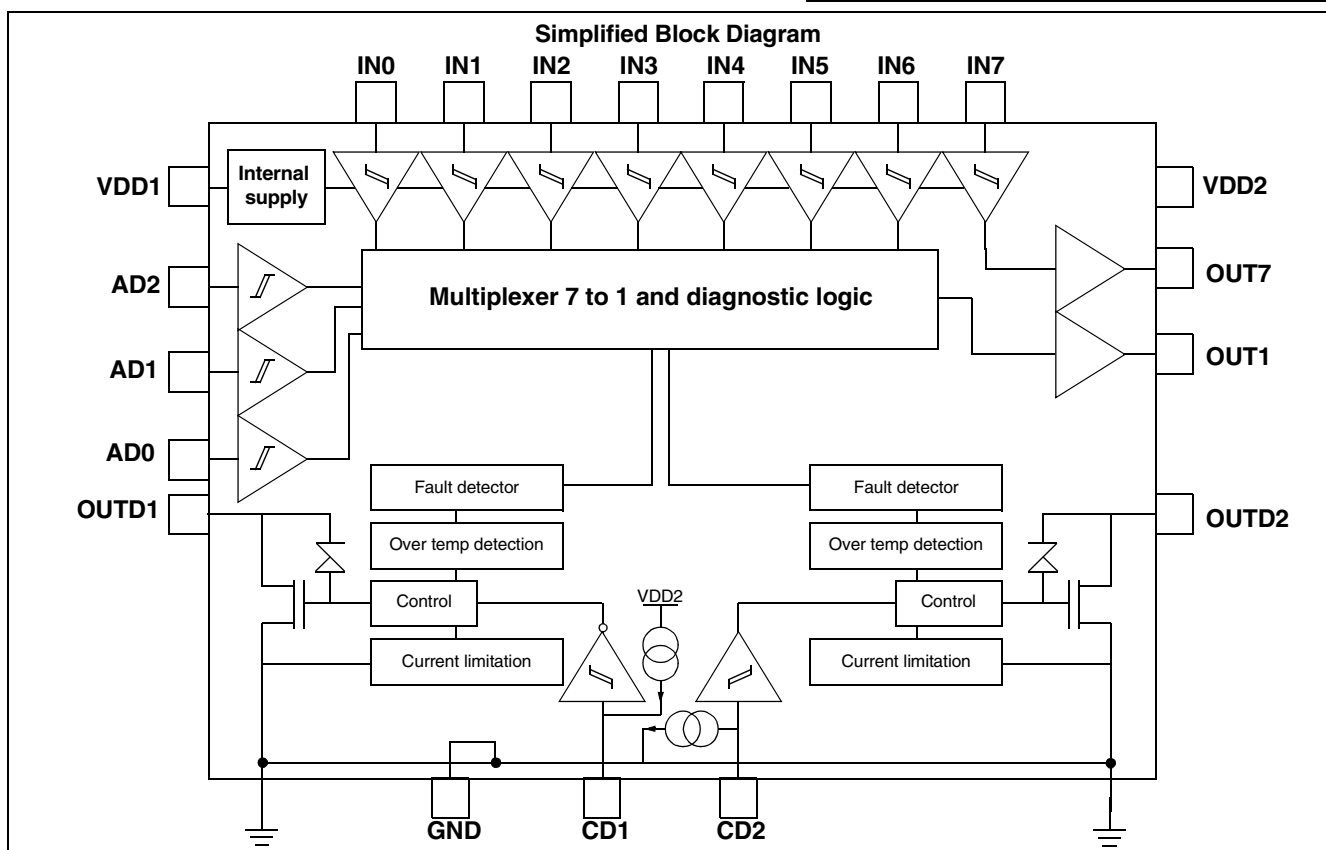 Simplified Block Diagram
IN0 IN1 IN2 IN3 IN4 IN5 IN6 IN7
VDD1
Internal
supply
VDD2
AD2
Multiplexer 7 to 1 and diagnostic logic
OUT7
AD1
OUT1
AD0
OUTD1
Fault detector
Fault detector
OUTD2
Over temp detection
Over temp detection
Control
VDD2
Control
Current limitation
Current limitation
GND
CD1
CD2